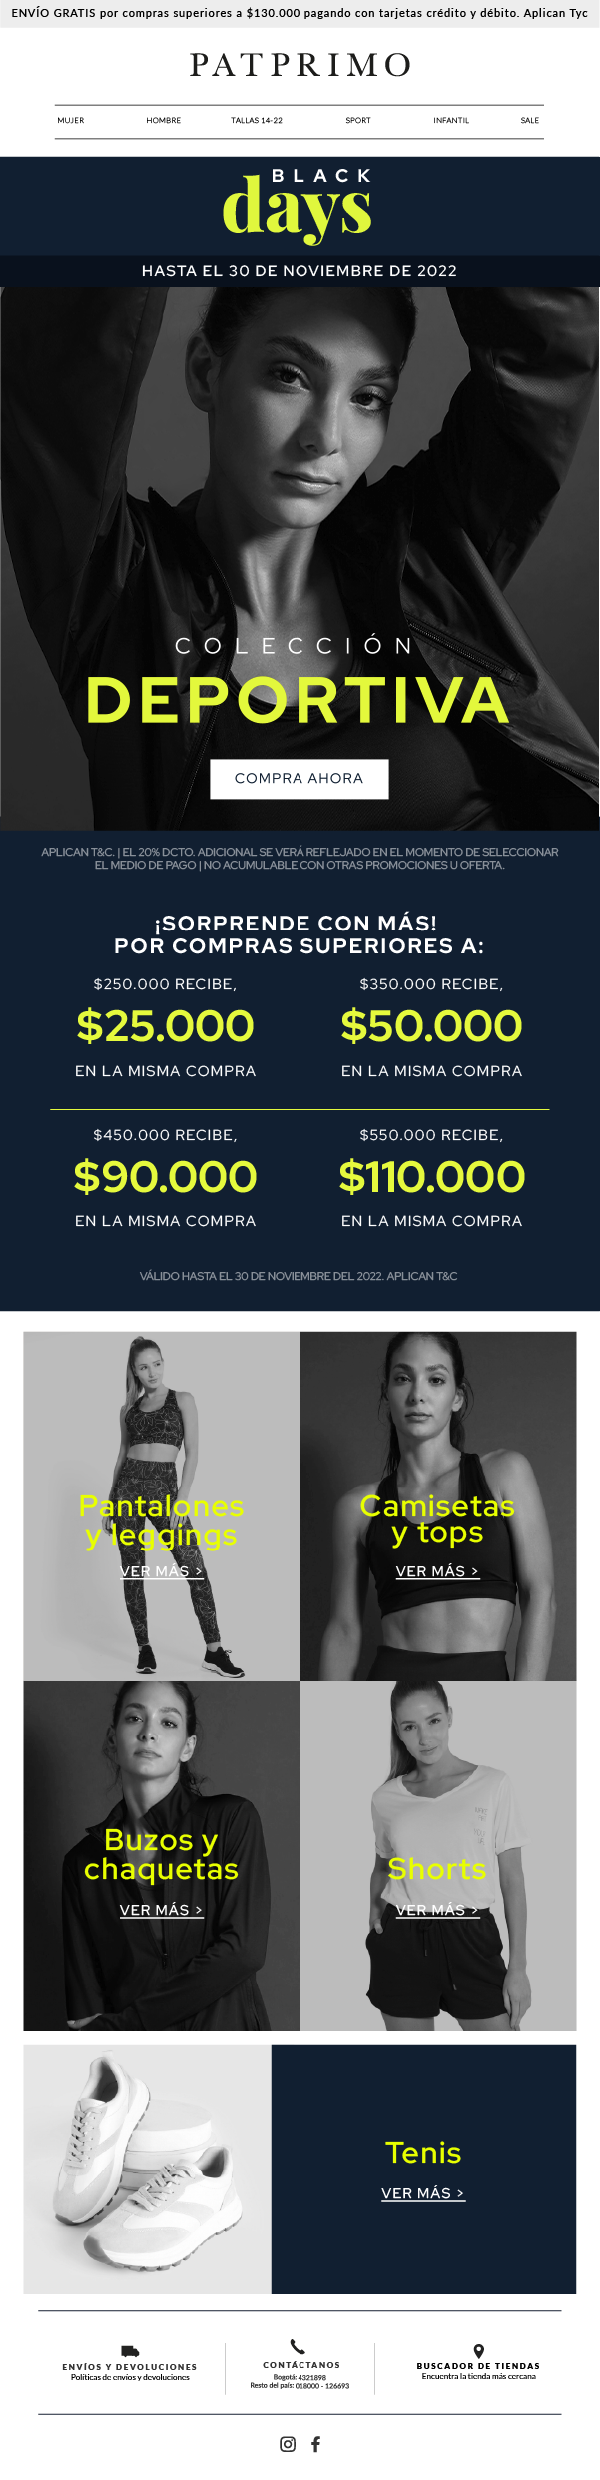 ENVÍO GRATIS por compras superiores a $130.000 pagando con tarjetas crédito y débito. Aplican Tyc
PATPRIMO
MUJER HOMBRE TALLAS 14-22 SPORT INFANTIL SALE
BLACK
days
HASTA EL 30 DE NOVIEMBRE DE 2022
COLECCIÓN
DEPORTIVA
COMPRA AHORA
APLICAN T&C. | EL 20% DCTO. ADICIONAL SE VERÁ REFLEJADO EN EL MOMENTO DE SELECCIONAR
EL MEDIO DE PAGO | NO ACUMULABLE CON OTRAS PROMOCIONES U OFERTA.
¡SORPRENDE CON MÁS!
POR COMPRAS SUPERIORES A:
$250.000 RECIBE, $350.000 RECIBE,
$25.000 $50.000
EN LA MISMA COMPRA EN LA MISMA COMPRA
$450.000 RECIBE, $550.000 RECIBE,
$90.000 $110.000
EN LA MISMA COMPRA EN LA MISMA COMPRA
VÁLIDO HASTA EL 30 DE NOVIEMBRE DEL 2022. APLICAN T&C
Pantalones
y leggings
VER MÁS >
Camisetas
y tops
VER MÁS >
Buzos y
chaquetas
VER MÁS >
Shorts
VER MÁS >
Tenis
VER MÁS >
ENVÍOS Y DEVOLUCIONES
Políticas de envíos y devoluciones
CONTÁCTANOS
Bogotá: 4321898
Resto del país: 018000 - 126693
BUSCADOR DE TIENDAS
Encuentra la tienda más cercana